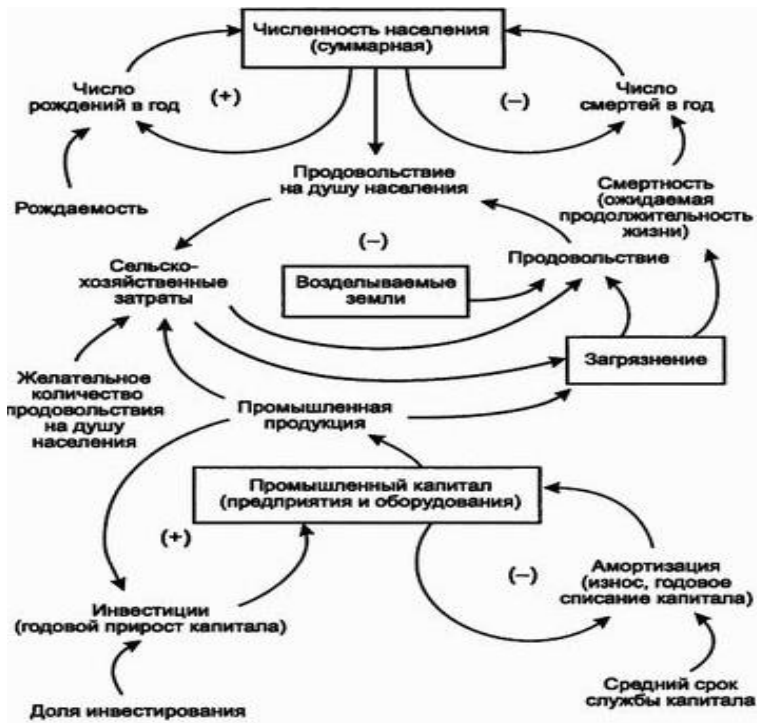 Численность населения
(суммарная)
Число
рождений в год
(+)
(–)
Число
смертей в год
Рождаемость
Продовольствие
на душу населения
Смертность
(ожидаемая
продолжительность
жизни)
(–)
Сельско-
хозяйственные
затраты
Возделываемые
земли
Продовольствие
Загрязнение
Желательное
количество
продовольствия
на душу
населения
Промышленная
продукция
Промышленный капитал
(предприятия и оборудования)
(+)
(–)
Амортизация
(износ, годовое
списание капитала)
Инвестиции
(годовой прирост капитала)
Средний срок
службы капитала
Доля инвестирования